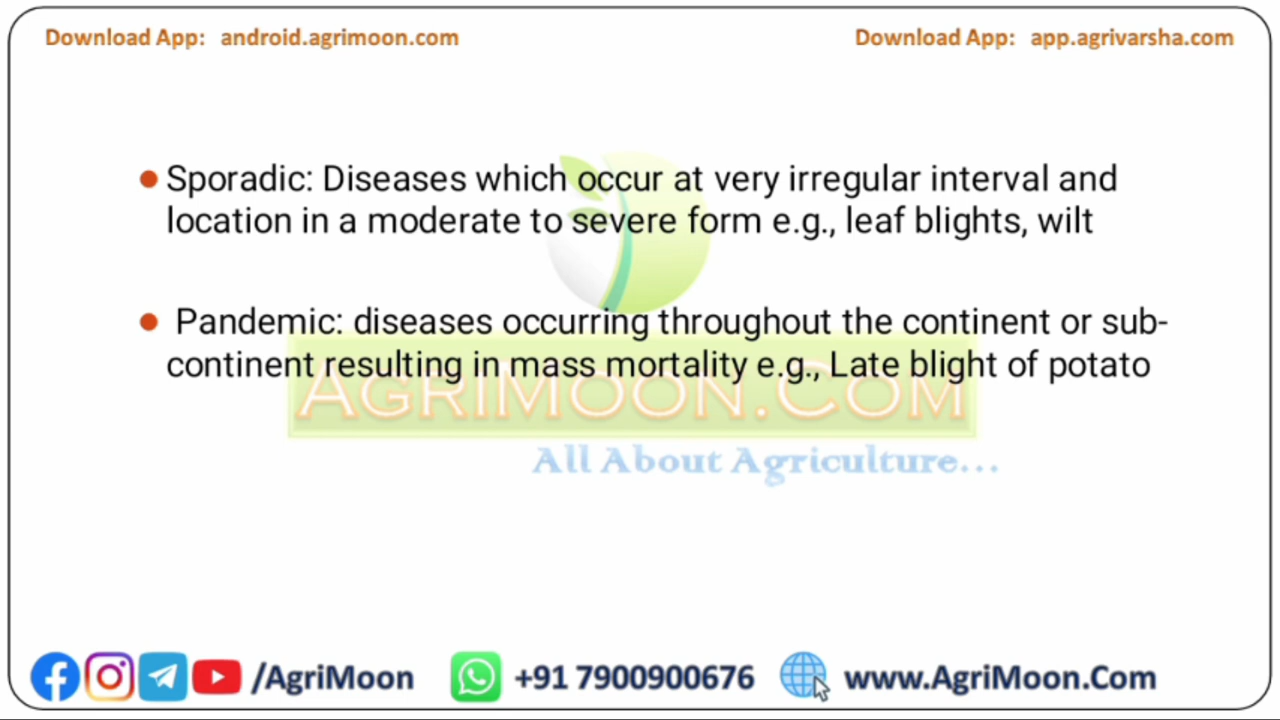 Download App: android.agrimoon.com
Download App: app.agrivarsha.com
Sporadic: Diseases which occur at very irregular interval and
location in a moderate to severe form e.g., leaf blights, wilt
Pandemic: diseases occurring throughout the continent or sub-
continent resulting in mass mortality e.g., Late blight of potato
AGRIMOON.COM
All About Agriculture...
/AgriMoon
+91 7900900676
www.AgriMoon.Com